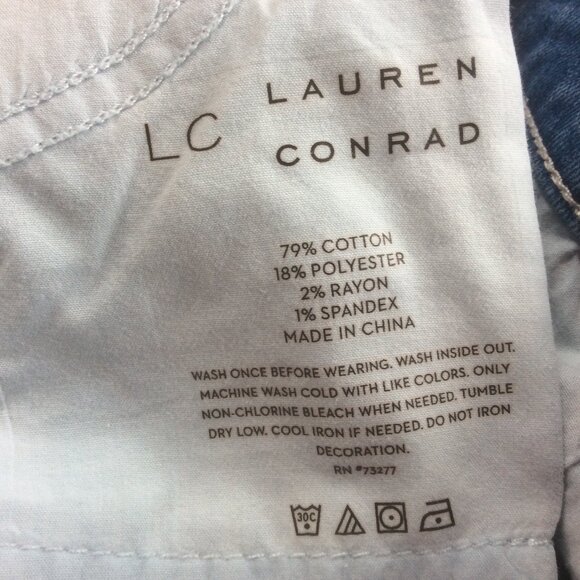 LC LAUREN
CONRAD
79% COTTON
18% POLYESTER
2% RAYON
1% SPANDEX
MADE IN CHINA
WASH ONCE BEFORE WEARING. WASH INSIDE OUT.
MACHINE WASH COLD WITH LIKE COLORS. ONLY
NON-CHLORINE BLEACH WHEN NEEDED. TUMBLE
DRY LOW. COOL IRON IF NEEDED. DO NOT IRON
DECORATION.
RN #73277
30C